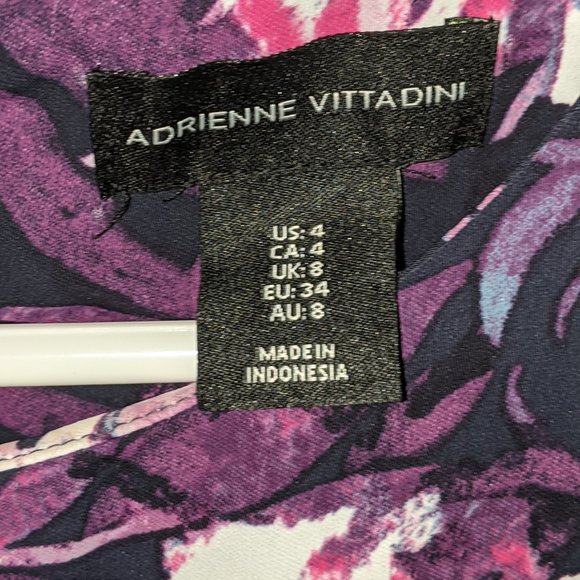 ADRIENNE VITTADINI
US: 4
CA: 4
UK: 8
EU: 34
AU: 8
MADE IN
INDONESIA